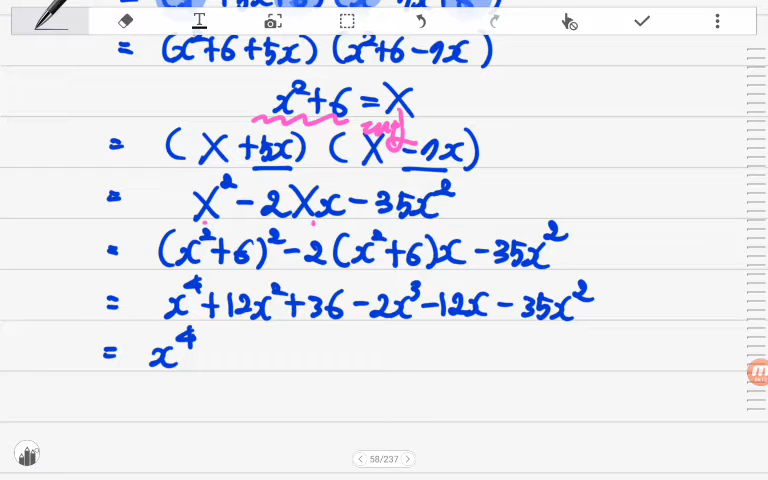 = (x²+6+5x) (x²+6-7x)
x²+6 = X
= (X+5x) (X-7x)
= X²-2Xx-35x²
= (x²+6)²-2(x²+6)x-35x²
= x⁴+12x²+36-2x³-12x-35x²
= x⁴
58/237